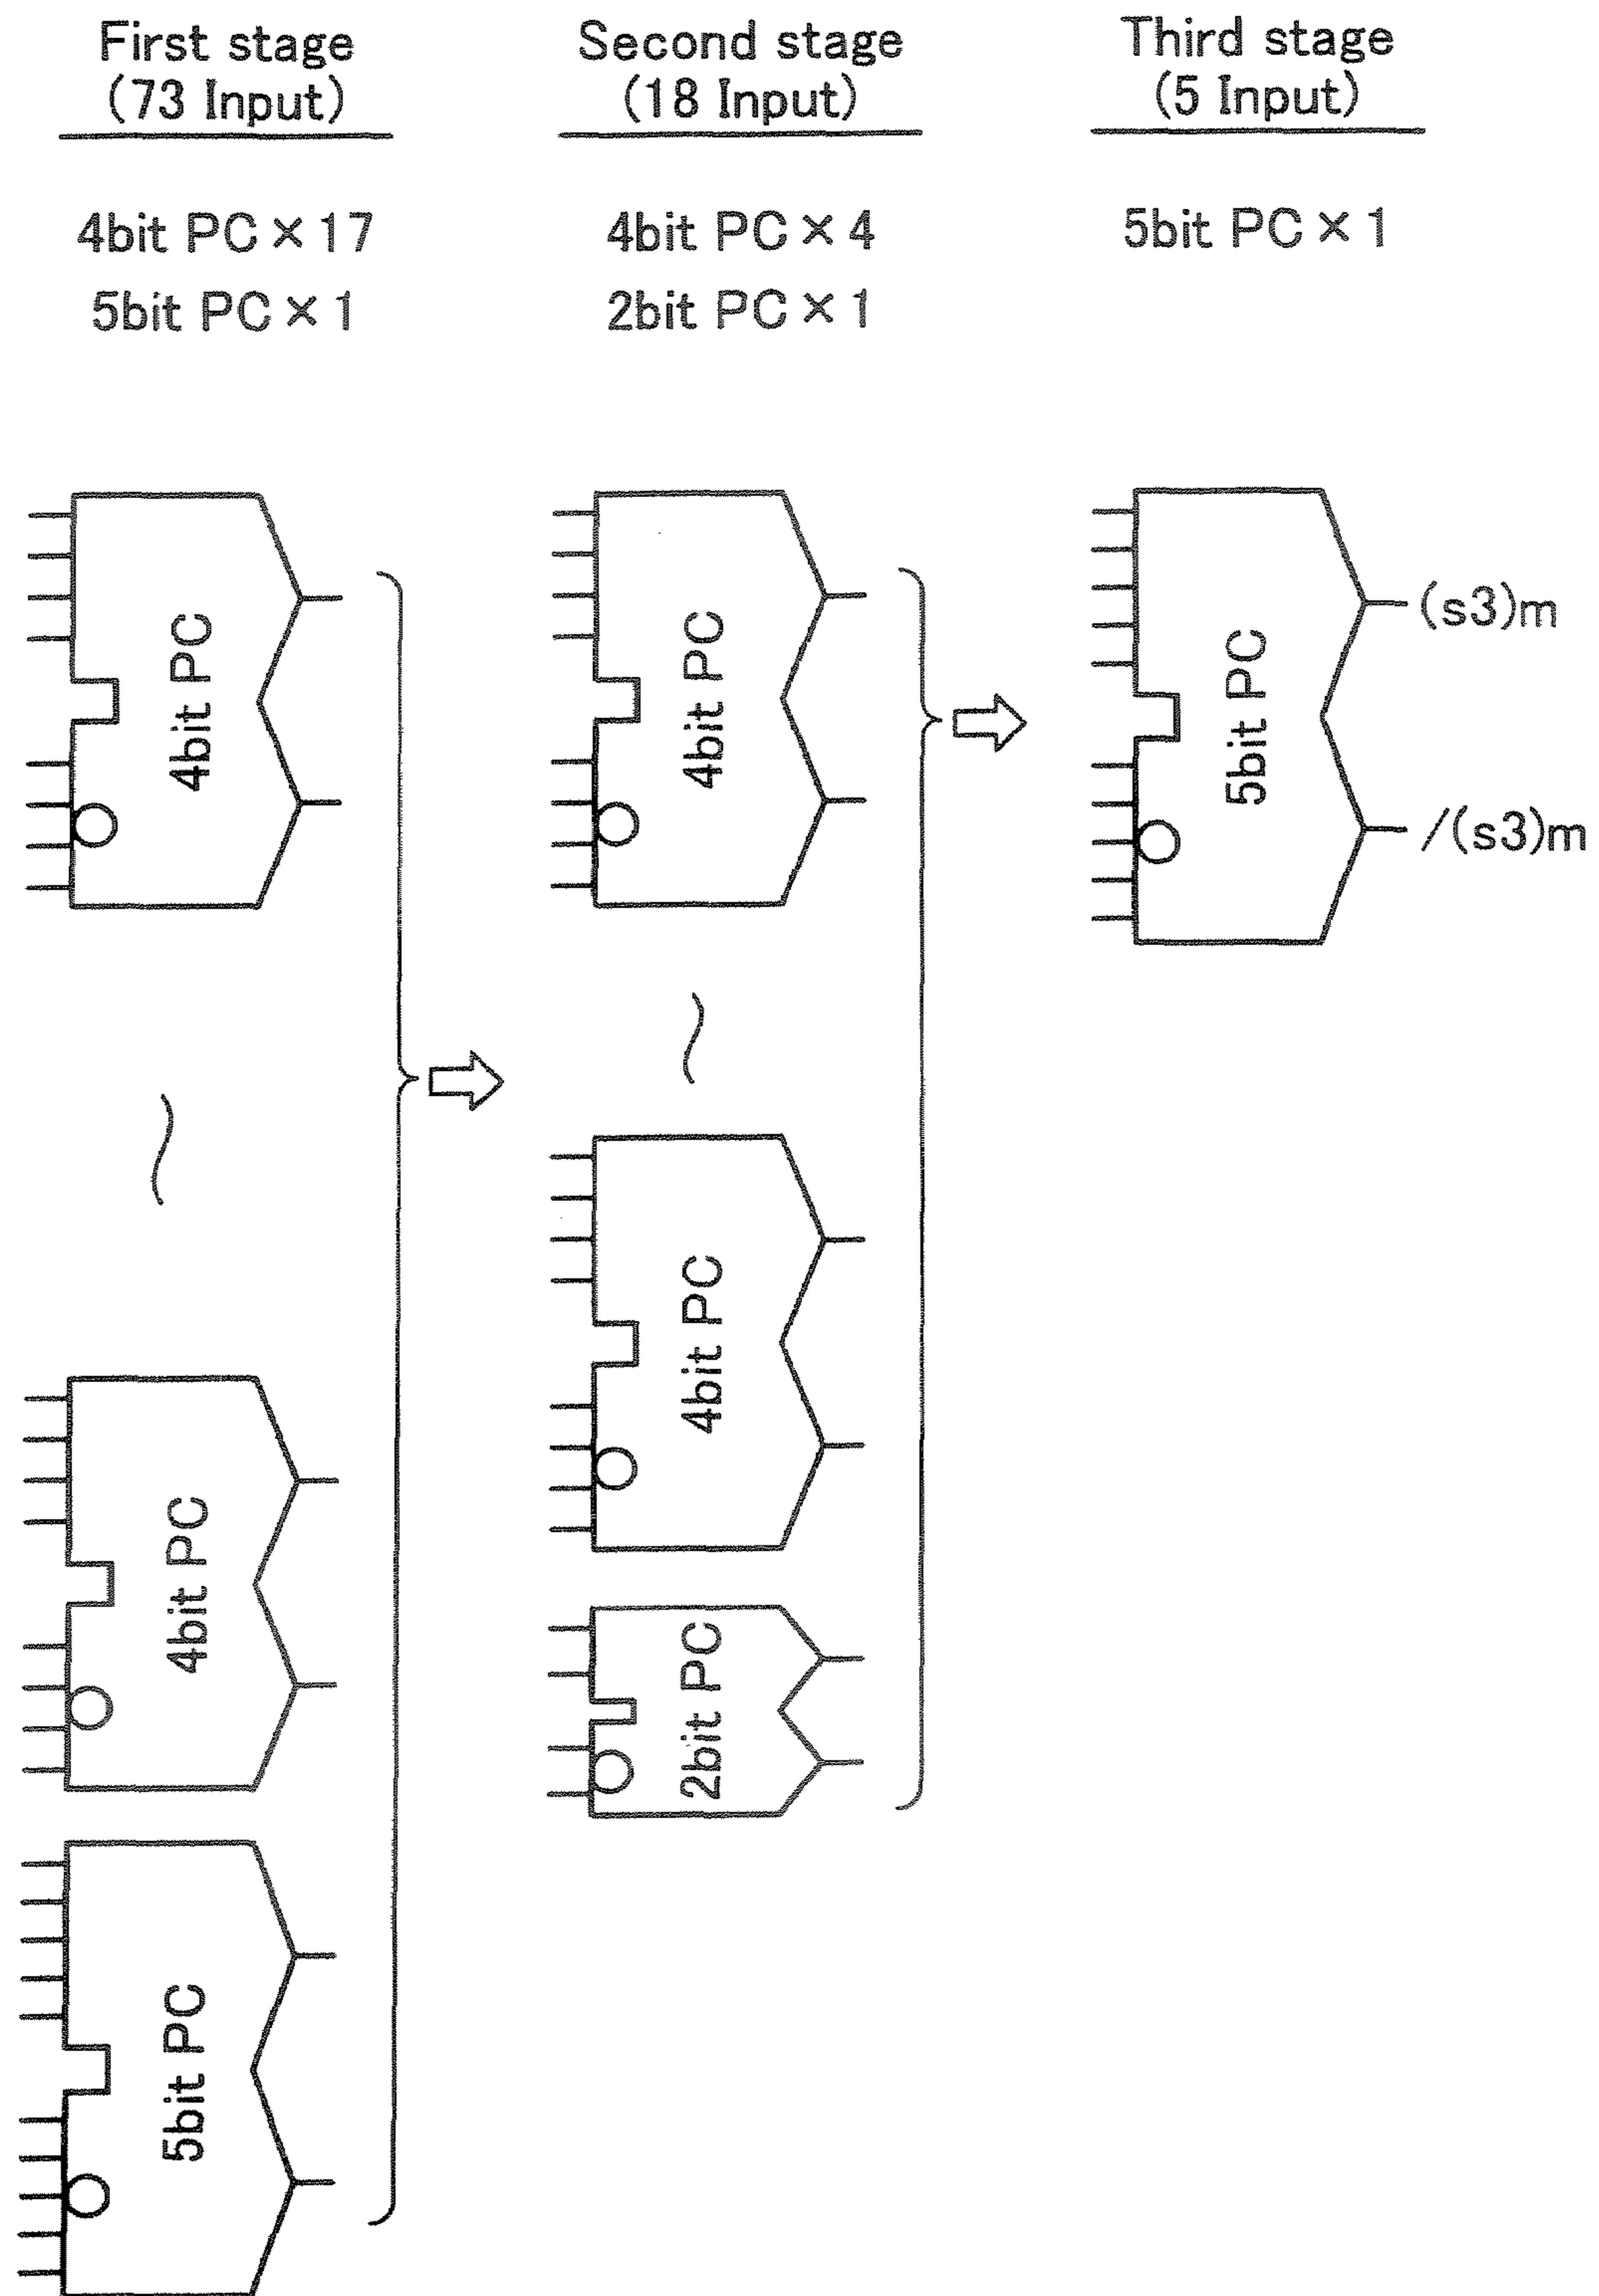 First stage
(73 Input)
4bit PC × 17
5bit PC × 1
4bit PC
4bit PC
5bit PC
Second stage
(18 Input)
4bit PC × 4
2bit PC × 1
4bit PC
4bit PC
2bit PC
Third stage
(5 Input)
5bit PC × 1
5bit PC
(s3)m
/(s3)m